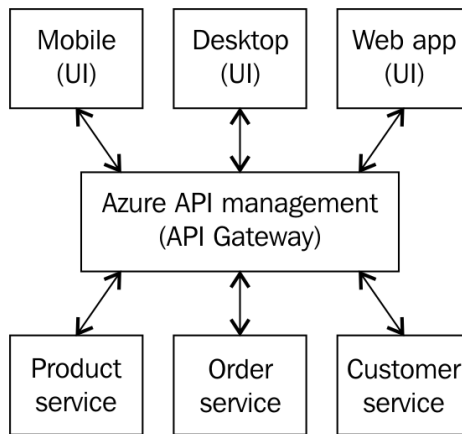 Mobile
(UI)
Desktop
(UI)
Web app
(UI)
Azure API management
(API Gateway)
Product
service
Order
service
Customer
service